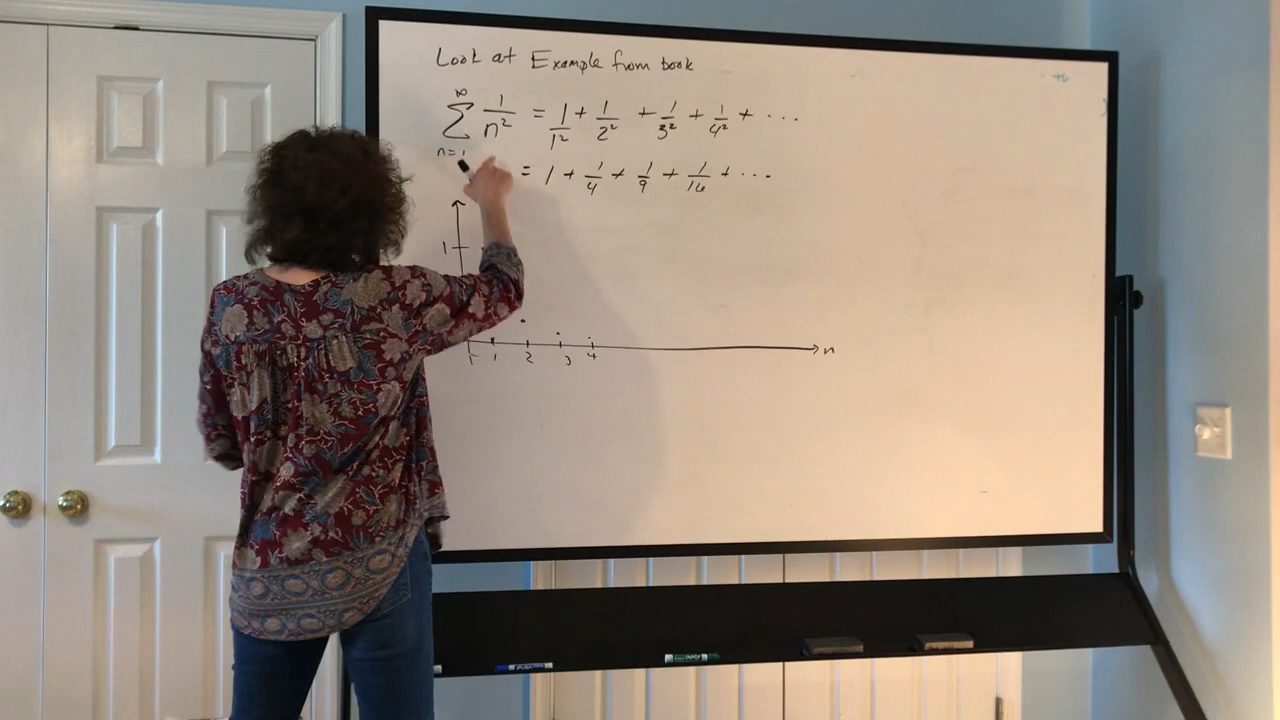 Look at Example from book
∞
∑ 1/n² = 1/1² + 1/2² + 1/3² + 1/4² + ...
n=1
= 1 + 1/4 + 1/9 + 1/16 + ...
1
1 2 3 4 n